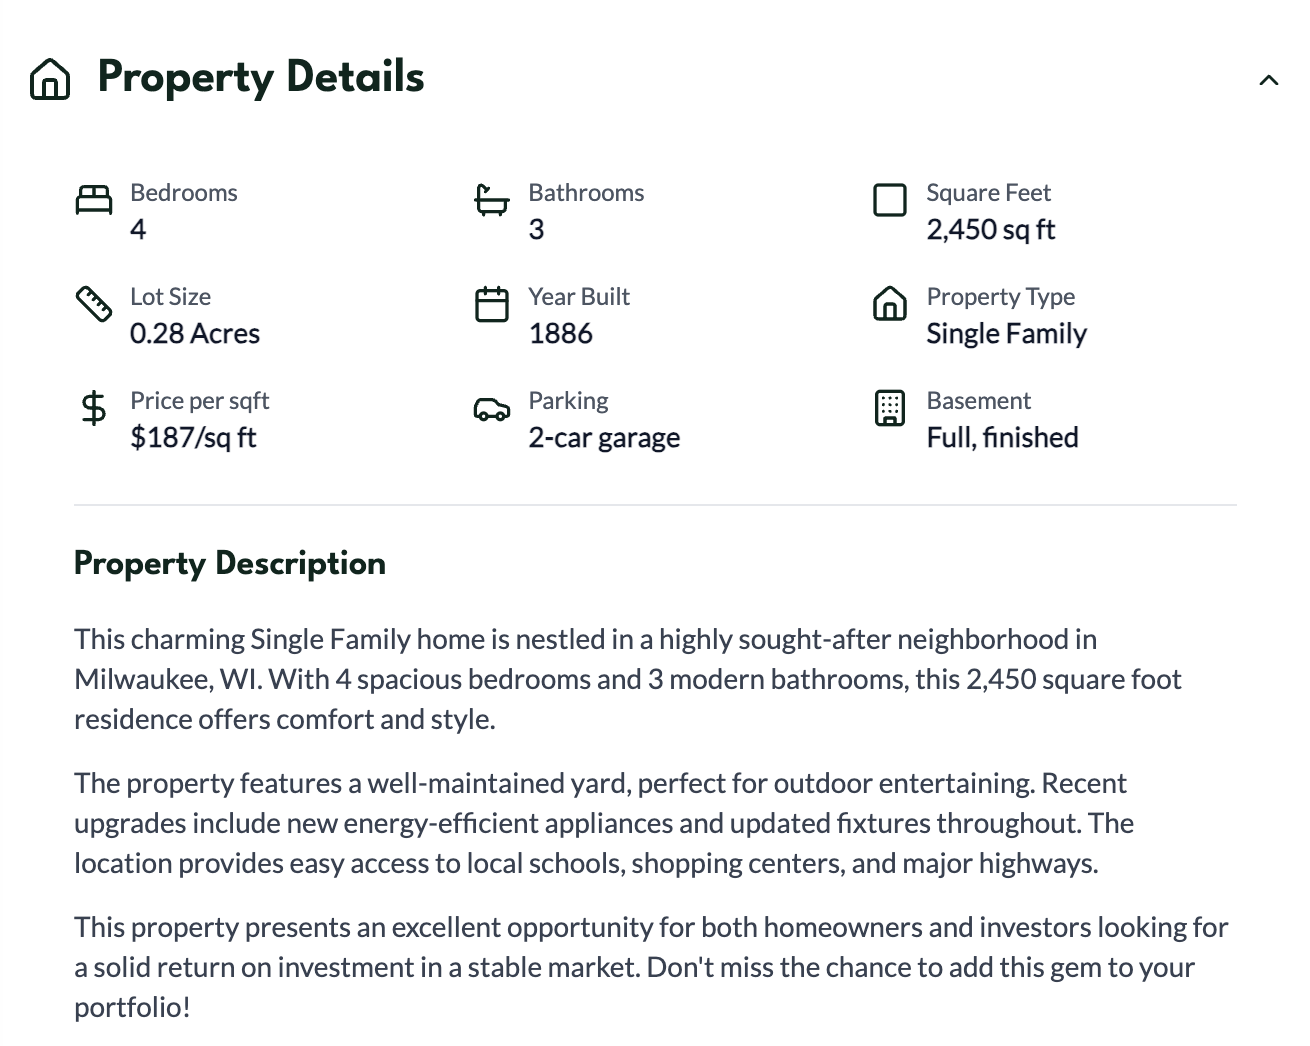 Property Details
Bedrooms
4
Bathrooms
3
Square Feet
2,450 sq ft
Lot Size
0.28 Acres
Year Built
1886
Property Type
Single Family
Price per sqft
$187/sq ft
Parking
2-car garage
Basement
Full, finished
Property Description
This charming Single Family home is nestled in a highly sought-after neighborhood in
Milwaukee, WI. With 4 spacious bedrooms and 3 modern bathrooms, this 2,450 square foot
residence offers comfort and style.
The property features a well-maintained yard, perfect for outdoor entertaining. Recent
upgrades include new energy-efficient appliances and updated fixtures throughout. The
location provides easy access to local schools, shopping centers, and major highways.
This property presents an excellent opportunity for both homeowners and investors looking for
a solid return on investment in a stable market. Don't miss the chance to add this gem to your
portfolio!